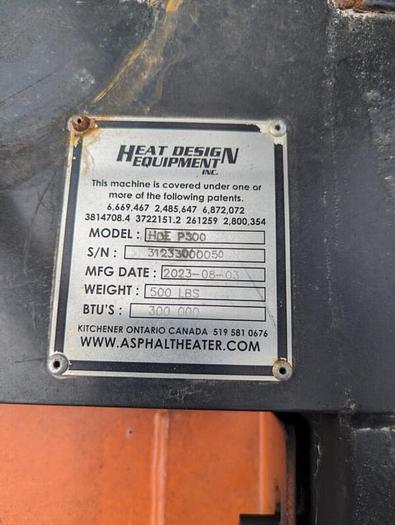 HEAT DESIGN
EQUIPMENT
INC.
This machine is covered under one or
more of the following patents.
6,669,467 2,485,647 6,872,072
3814708.4 3722151.2 261259 2,800,354
MODEL: HDE P300
S/N: 31233000050
MFG DATE: 2023-08-03
WEIGHT: 500 LBS
BTU'S: 300 000
KITCHENER ONTARIO CANADA 519 581 0676
WWW.ASPHALTHEATER.COM